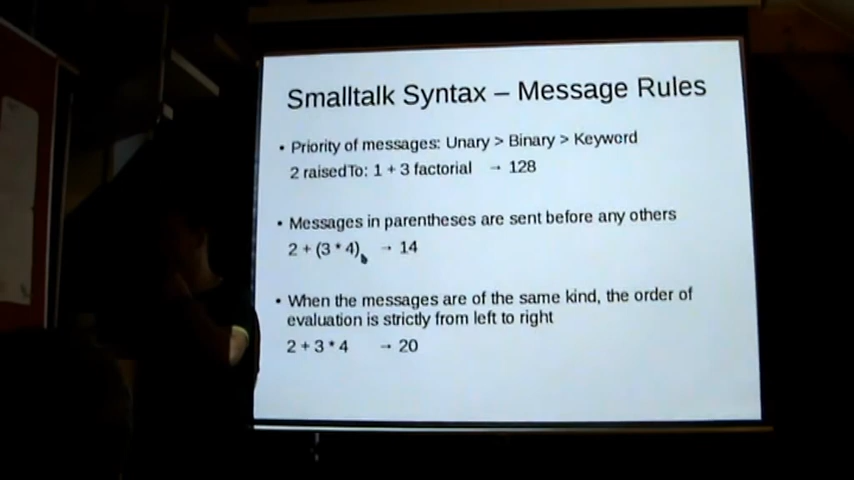 Smalltalk Syntax – Message Rules
• Priority of messages: Unary > Binary > Keyword
2 raisedTo: 1 + 3 factorial → 128
• Messages in parentheses are sent before any others
2 + (3 * 4) → 14
• When the messages are of the same kind, the order of
evaluation is strictly from left to right
2 + 3 * 4 → 20